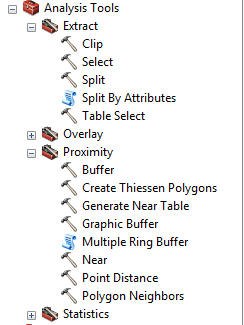 Analysis Tools
Extract
Clip
Select
Split
Split By Attributes
Table Select
Overlay
Proximity
Buffer
Create Thiessen Polygons
Generate Near Table
Graphic Buffer
Multiple Ring Buffer
Near
Point Distance
Polygon Neighbors
Statistics